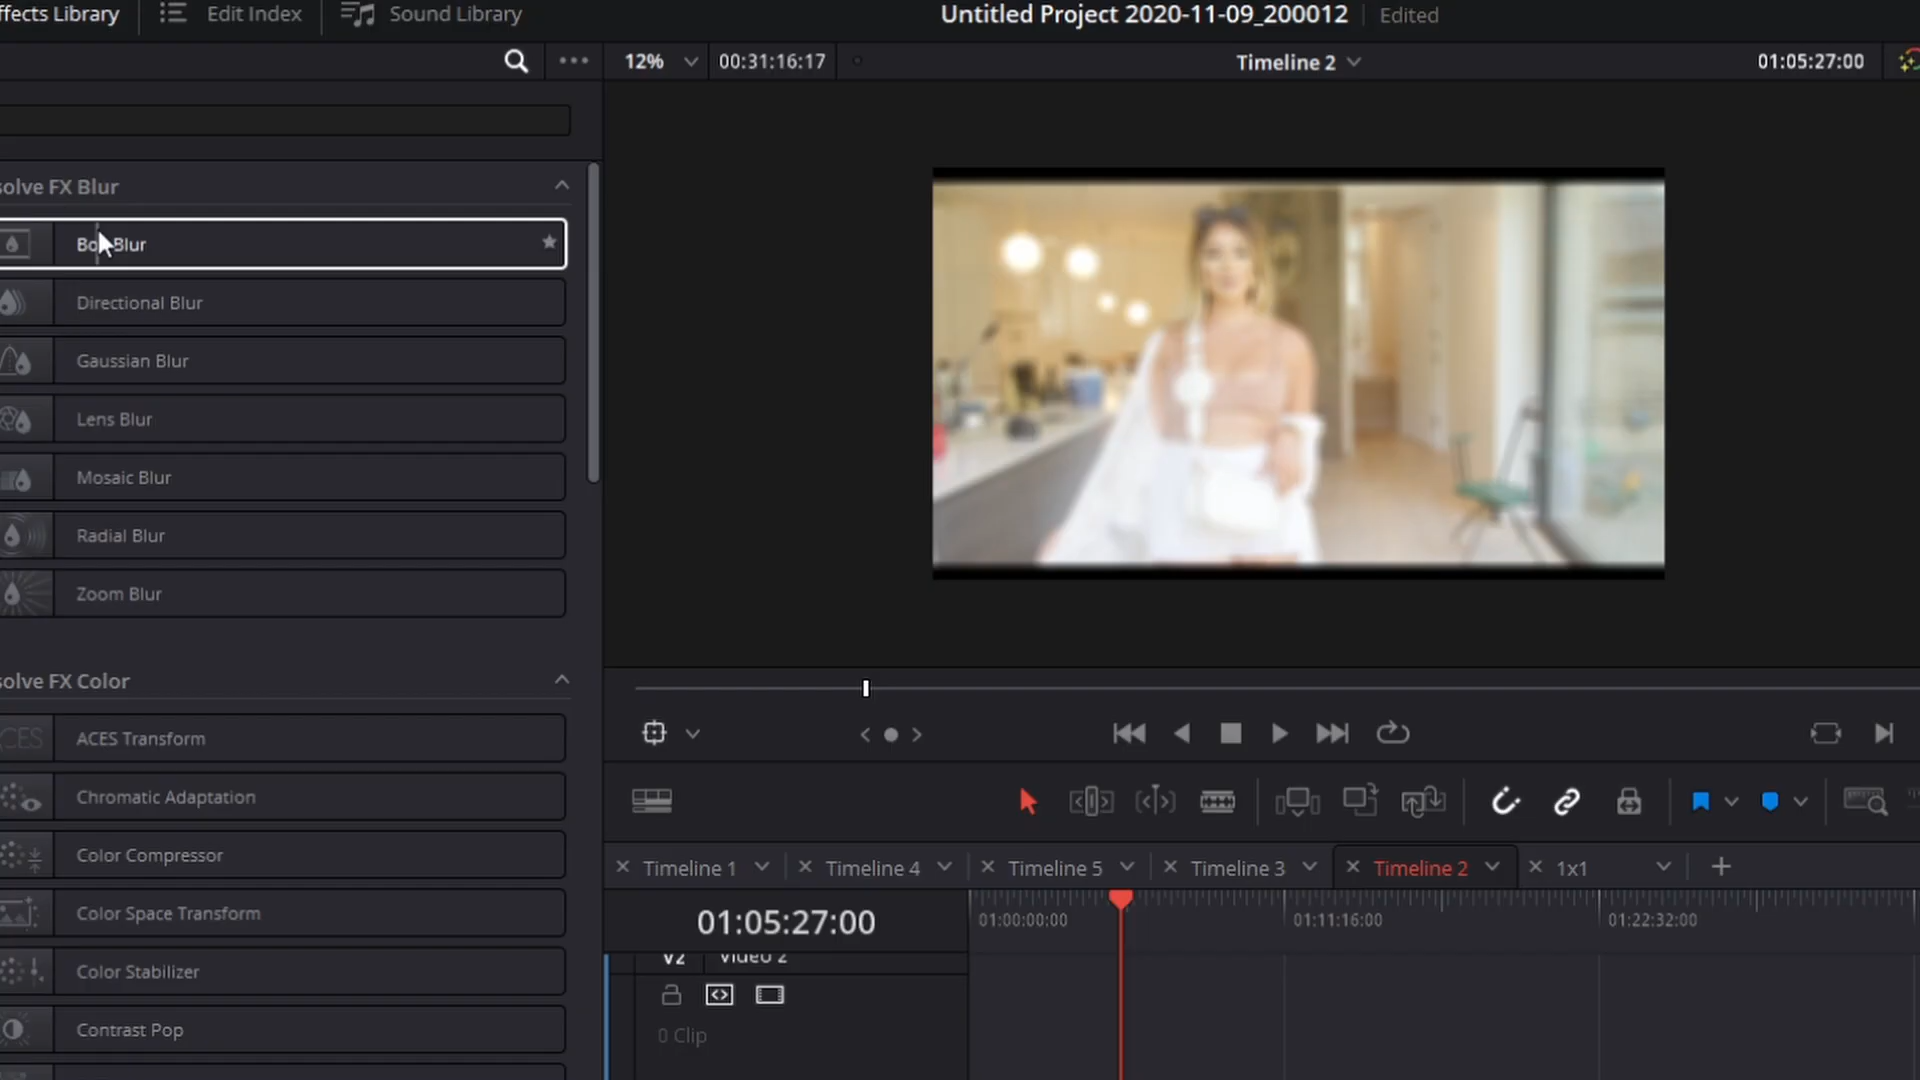 ffects Library
Edit Index
Sound Library
Untitled Project 2020-11-09_200012
Edited
12%
00:31:16:17
Timeline 2
01:05:27:00
solve FX Blur
Box Blur
Directional Blur
Gaussian Blur
Lens Blur
Mosaic Blur
Radial Blur
Zoom Blur
solve FX Color
ACES Transform
Chromatic Adaptation
Color Compressor
Color Space Transform
Color Stabilizer
Contrast Pop
Timeline 1
Timeline 4
Timeline 5
Timeline 3
Timeline 2
1x1
01:05:27:00
01:00:00:00
01:11:16:00
01:22:32:00
V2
Video 2
0 Clip